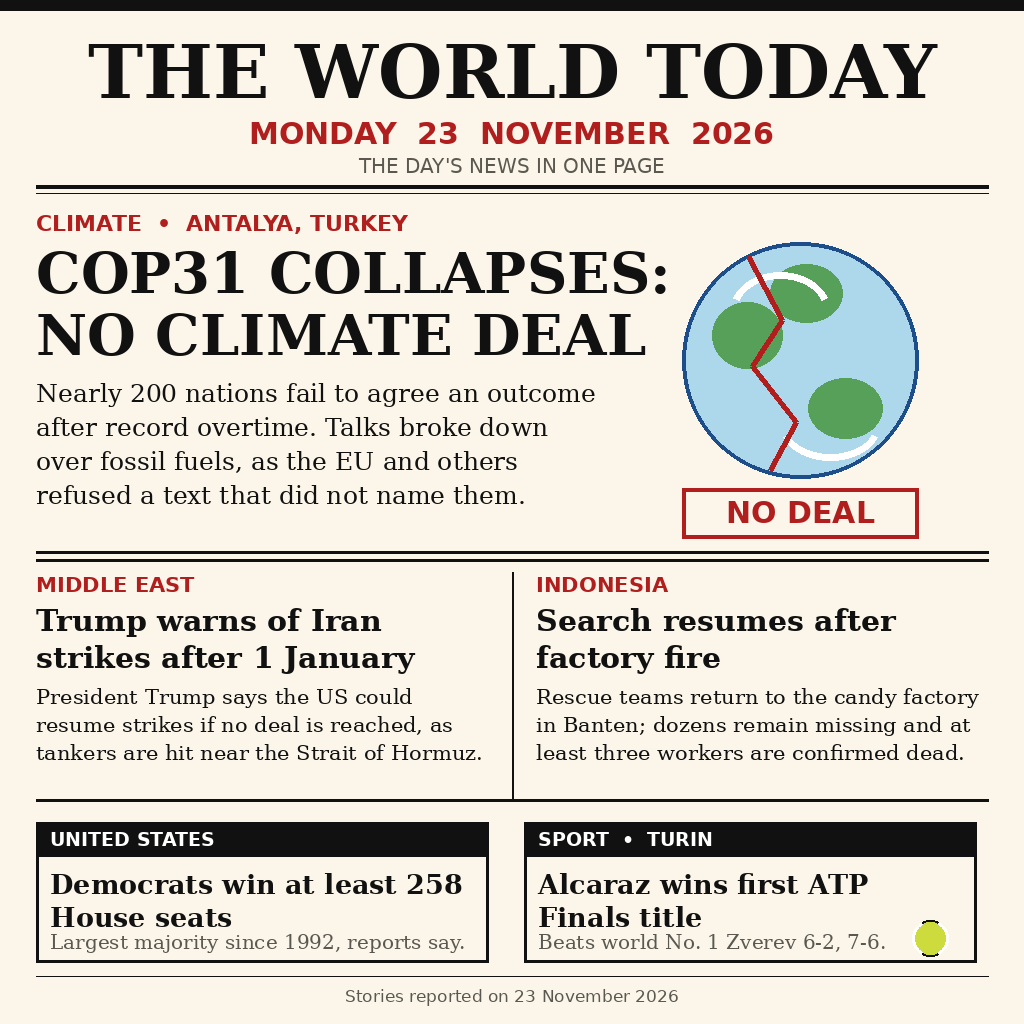 THE WORLD TODAY
MONDAY 23 NOVEMBER 2026
THE DAY'S NEWS IN ONE PAGE
CLIMATE • ANTALYA, TURKEY
COP31 COLLAPSES:
NO CLIMATE DEAL
Nearly 200 nations fail to agree an outcome
after record overtime. Talks broke down
over fossil fuels, as the EU and others
refused a text that did not name them.
NO DEAL
MIDDLE EAST
Trump warns of Iran
strikes after 1 January
President Trump says the US could
resume strikes if no deal is reached, as
tankers are hit near the Strait of Hormuz.
INDONESIA
Search resumes after
factory fire
Rescue teams return to the candy factory
in Banten; dozens remain missing and at
least three workers are confirmed dead.
UNITED STATES
Democrats win at least 258
House seats
Largest majority since 1992, reports say.
SPORT • TURIN
Alcaraz wins first ATP
Finals title
Beats world No. 1 Zverev 6-2, 7-6.
Stories reported on 23 November 2026